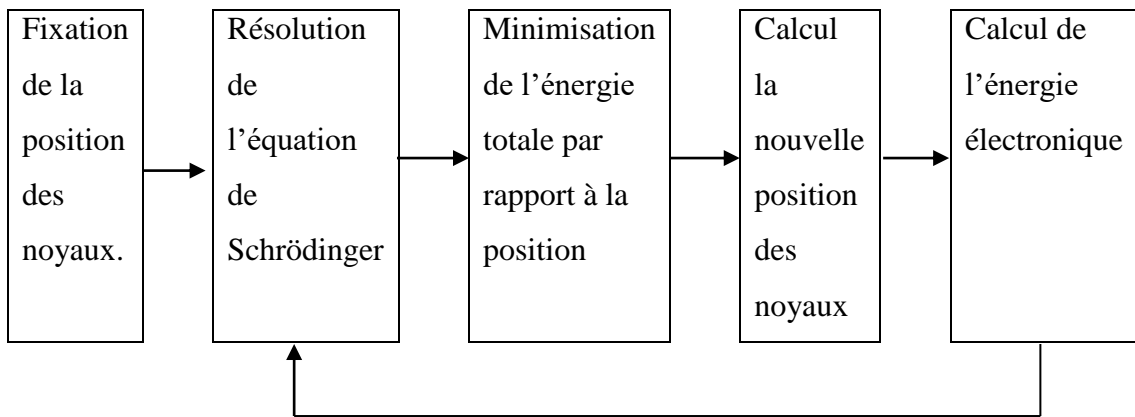 Fixation
de la
position
des
noyaux.
Résolution
de
l’équation
de
Schrödinger
Minimisation
de l’énergie
totale par
rapport à la
position
Calcul
la
nouvelle
position
des
noyaux
Calcul de
l’énergie
électronique